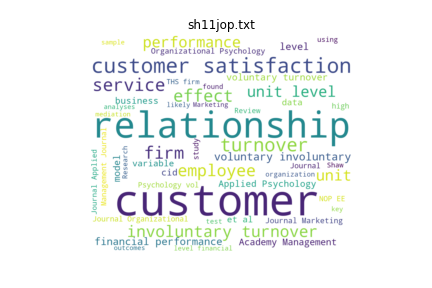 sh11jop.txt
sample
performance
using
Organizational Psychology
level
customer satisfaction
THS firm
found
voluntary turnover
service
effect
unit level
business
likely
Marketing
data
high
analyses
mediation
Review
relationship
Journal Applied
Management Journal
model
Research
firm
study
turnover
voluntary involuntary
variable
cid
employee
Journal
Shaw
organization
unit
Psychology vol
Applied Psychology
customer
NDP EE
Journal Organizational
test
et al
Journal Marketing
key
involuntary turnover
financial performance
Academy Management
outcomes
level financial